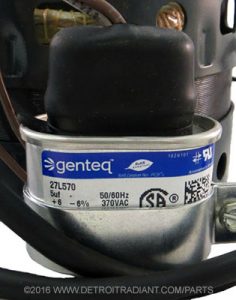 genteq
27L570
5uf 50/60Hz
+6 -6% 370VAC
©2016 WWW.DETROITRADIANT.COM/PARTS